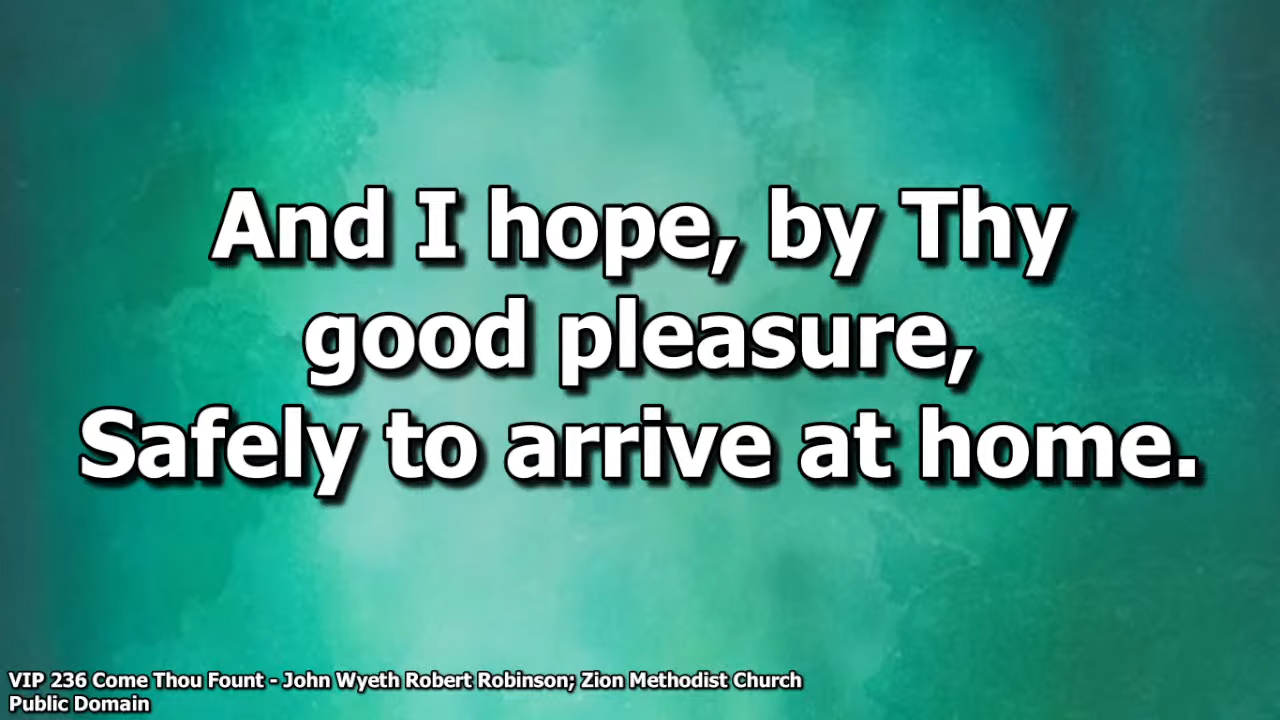 And I hope, by Thy
good pleasure,
Safely to arrive at home.
VIP 236 Come Thou Fount - John Wyeth Robert Robinson; Zion Methodist Church
Public Domain